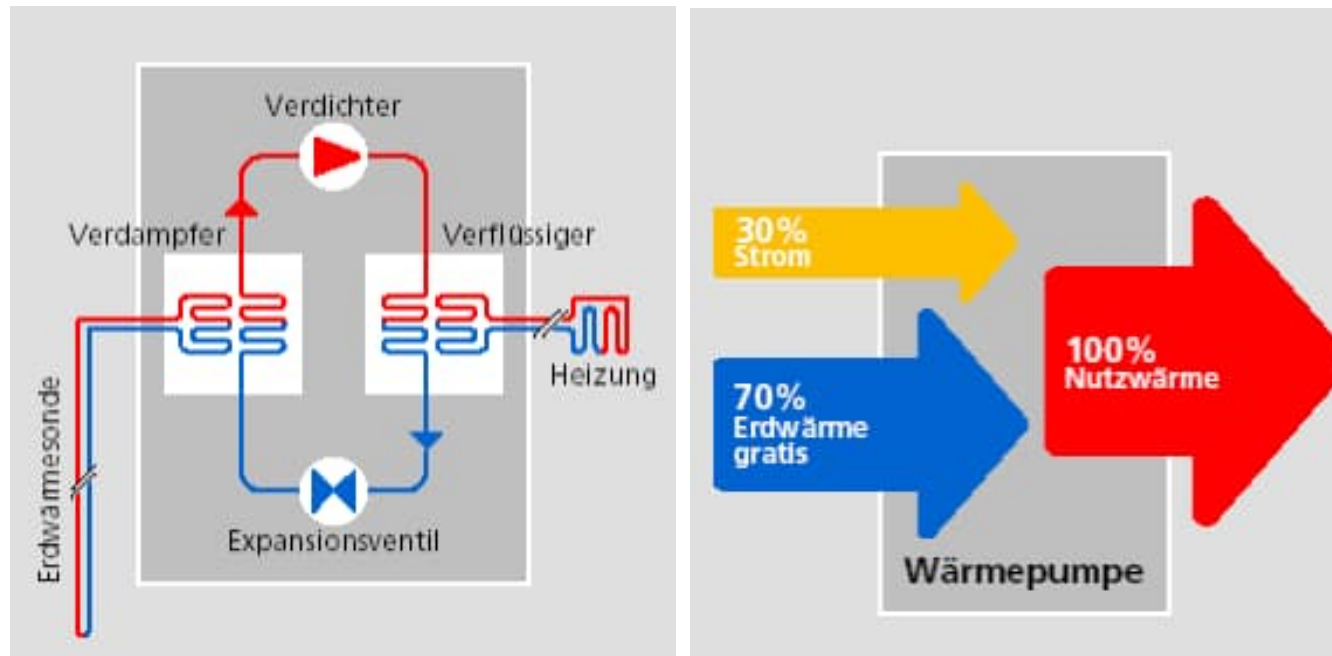 Verdichter
Verdampfer
Verflüssiger
Heizung
Erdwärmesonde
Expansionsventil
30%
Strom
70%
Erdwärme
gratis
100%
Nutzwärme
Wärmepumpe